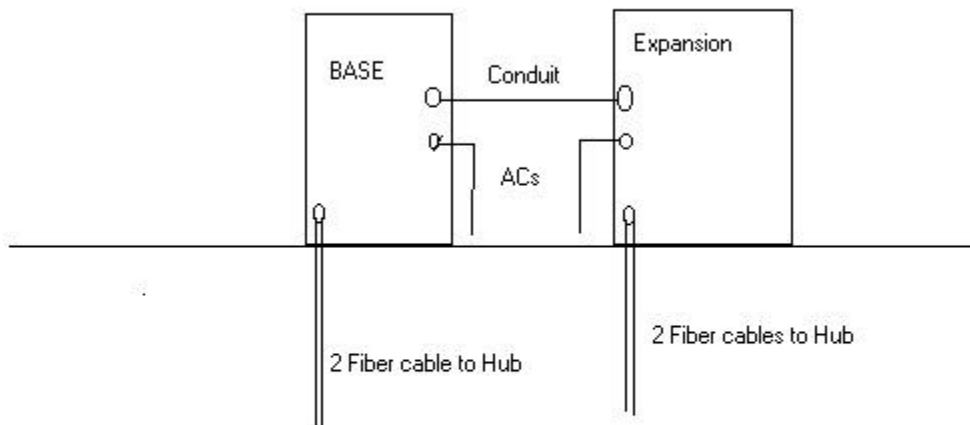 Expansion
BASE
Conduit
ACs
2 Fiber cables to Hub
2 Fiber cable to Hub